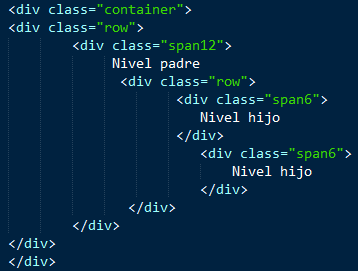 <div class="container">
<div class="row">
<div class="span12">
Nivel padre
<div class="row">
<div class="span6">
Nivel hijo
</div>
<div class="span6">
Nivel hijo
</div>
</div>
</div>
</div>
</div>